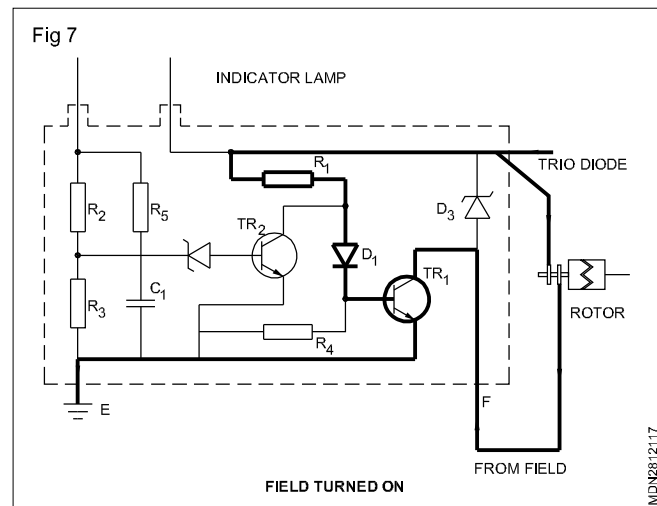 Fig 7
INDICATOR LAMP
TRIO DIODE
R1
R2
R5
TR2
D3
D1
TR1
ROTOR
R3
C1
R4
E
F
FROM FIELD
FIELD TURNED ON
MDN2812117